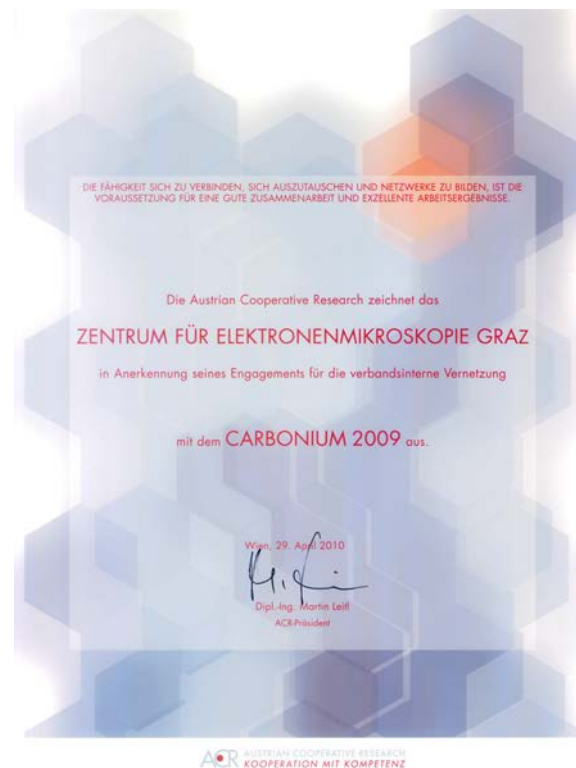 DIE FÄHIGKEIT SICH ZU VERBINDEN, SICH AUSZUTAUSCHEN UND NETZWERKE ZU BILDEN, IST DIE
VORAUSSETZUNG FÜR EINE GUTE ZUSAMMENARBEIT UND EXZELLENTE ARBEITSERGEBNISSE.
Die Austrian Cooperative Research zeichnet das
ZENTRUM FÜR ELEKTRONENMIKROSKOPIE GRAZ
in Anerkennung seines Engagements für die verbandsinterne Vernetzung
mit dem CARBONIUM 2009 aus.
Wien, 29. April 2010
Dipl.-Ing. Martin Leitl
ACR-Präsident
ACR AUSTRIAN COOPERATIVE RESEARCH
KOOPERATION MIT KOMPETENZ